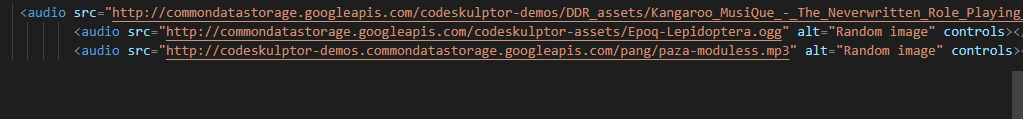 <audio src="http://commondatastorage.googleapis.com/codeskulptor-demos/DDR_assets/Kangaroo_MusiQue_-_The_Neverwritten_Role_Playing_
<audio src="http://commondatastorage.googleapis.com/codeskulptor-assets/Epoq-Lepidoptera.ogg" alt="Random image" controls></
<audio src="http://codeskulptor-demos.commondatastorage.googleapis.com/pang/paza-moduless.mp3" alt="Random image" controls>